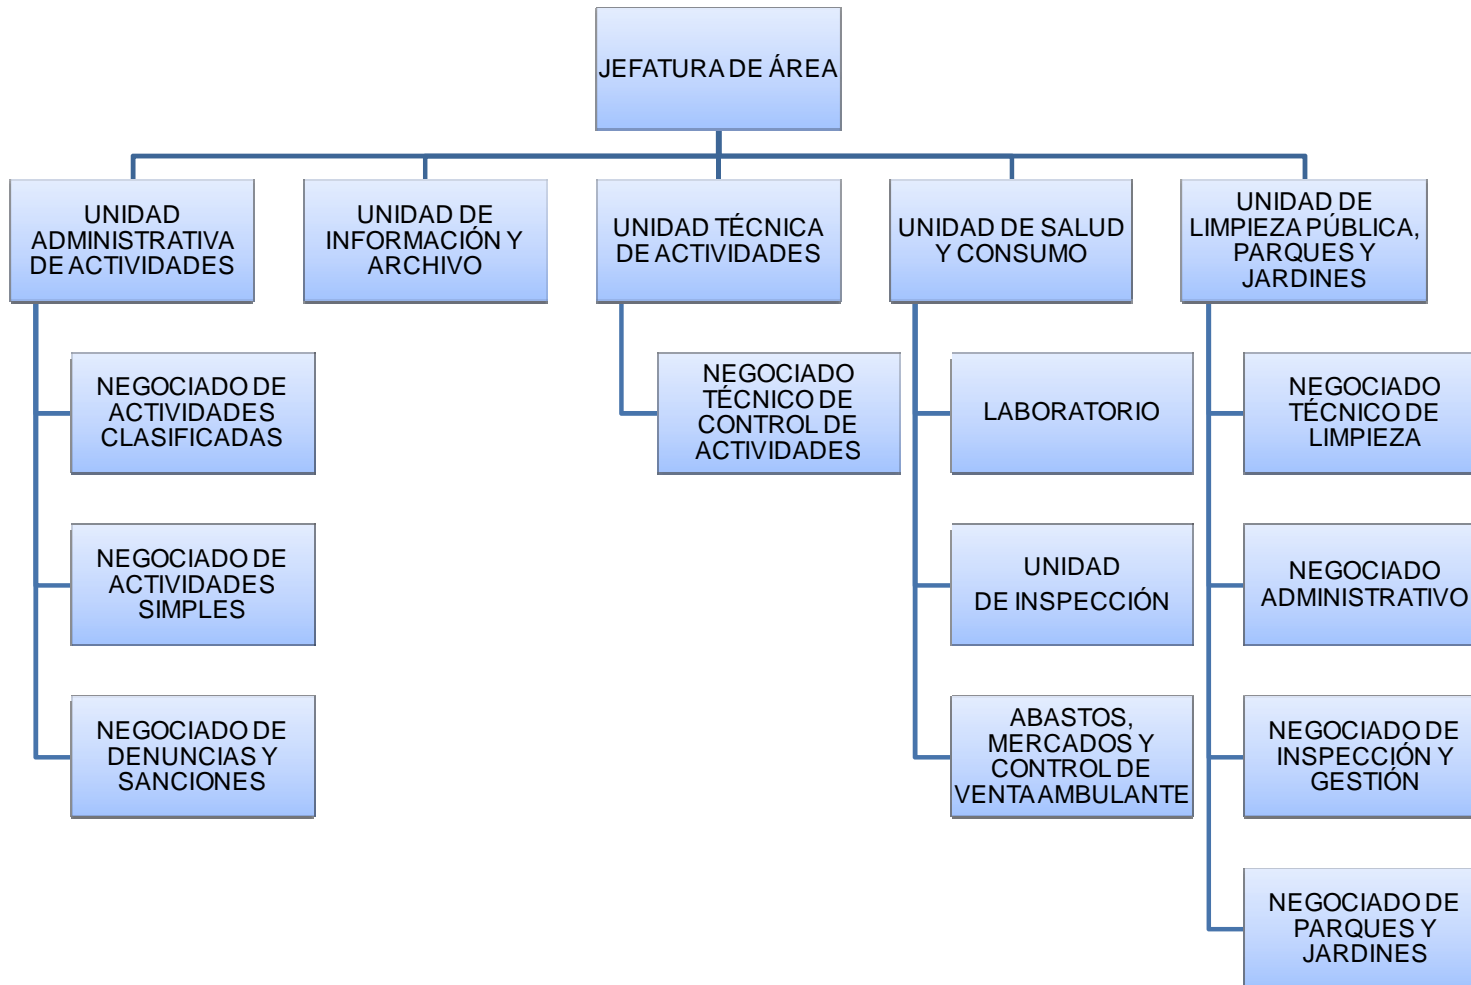 JEFATURA DE ÁREA
UNIDAD
ADMINISTRATIVA
DE ACTIVIDADES
UNIDAD DE
INFORMACIÓN Y
ARCHIVO
UNIDAD TÉCNICA
DE ACTIVIDADES
UNIDAD DE SALUD
Y CONSUMO
UNIDAD DE
LIMPIEZA PÚBLICA,
PARQUES Y
JARDINES
NEGOCIADO DE
ACTIVIDADES
CLASIFICADAS
NEGOCIADO
TÉCNICO DE
CONTROL DE
ACTIVIDADES
LABORATORIO
NEGOCIADO
TÉCNICO DE
LIMPIEZA
NEGOCIADO DE
ACTIVIDADES
SIMPLES
UNIDAD
DE INSPECCIÓN
NEGOCIADO
ADMINISTRATIVO
NEGOCIADO DE
DENUNCIAS Y
SANCIONES
ABASTOS,
MERCADOS Y
CONTROL DE
VENTA AMBULANTE
NEGOCIADO DE
INSPECCIÓN Y
GESTIÓN
NEGOCIADO DE
PARQUES Y
JARDINES